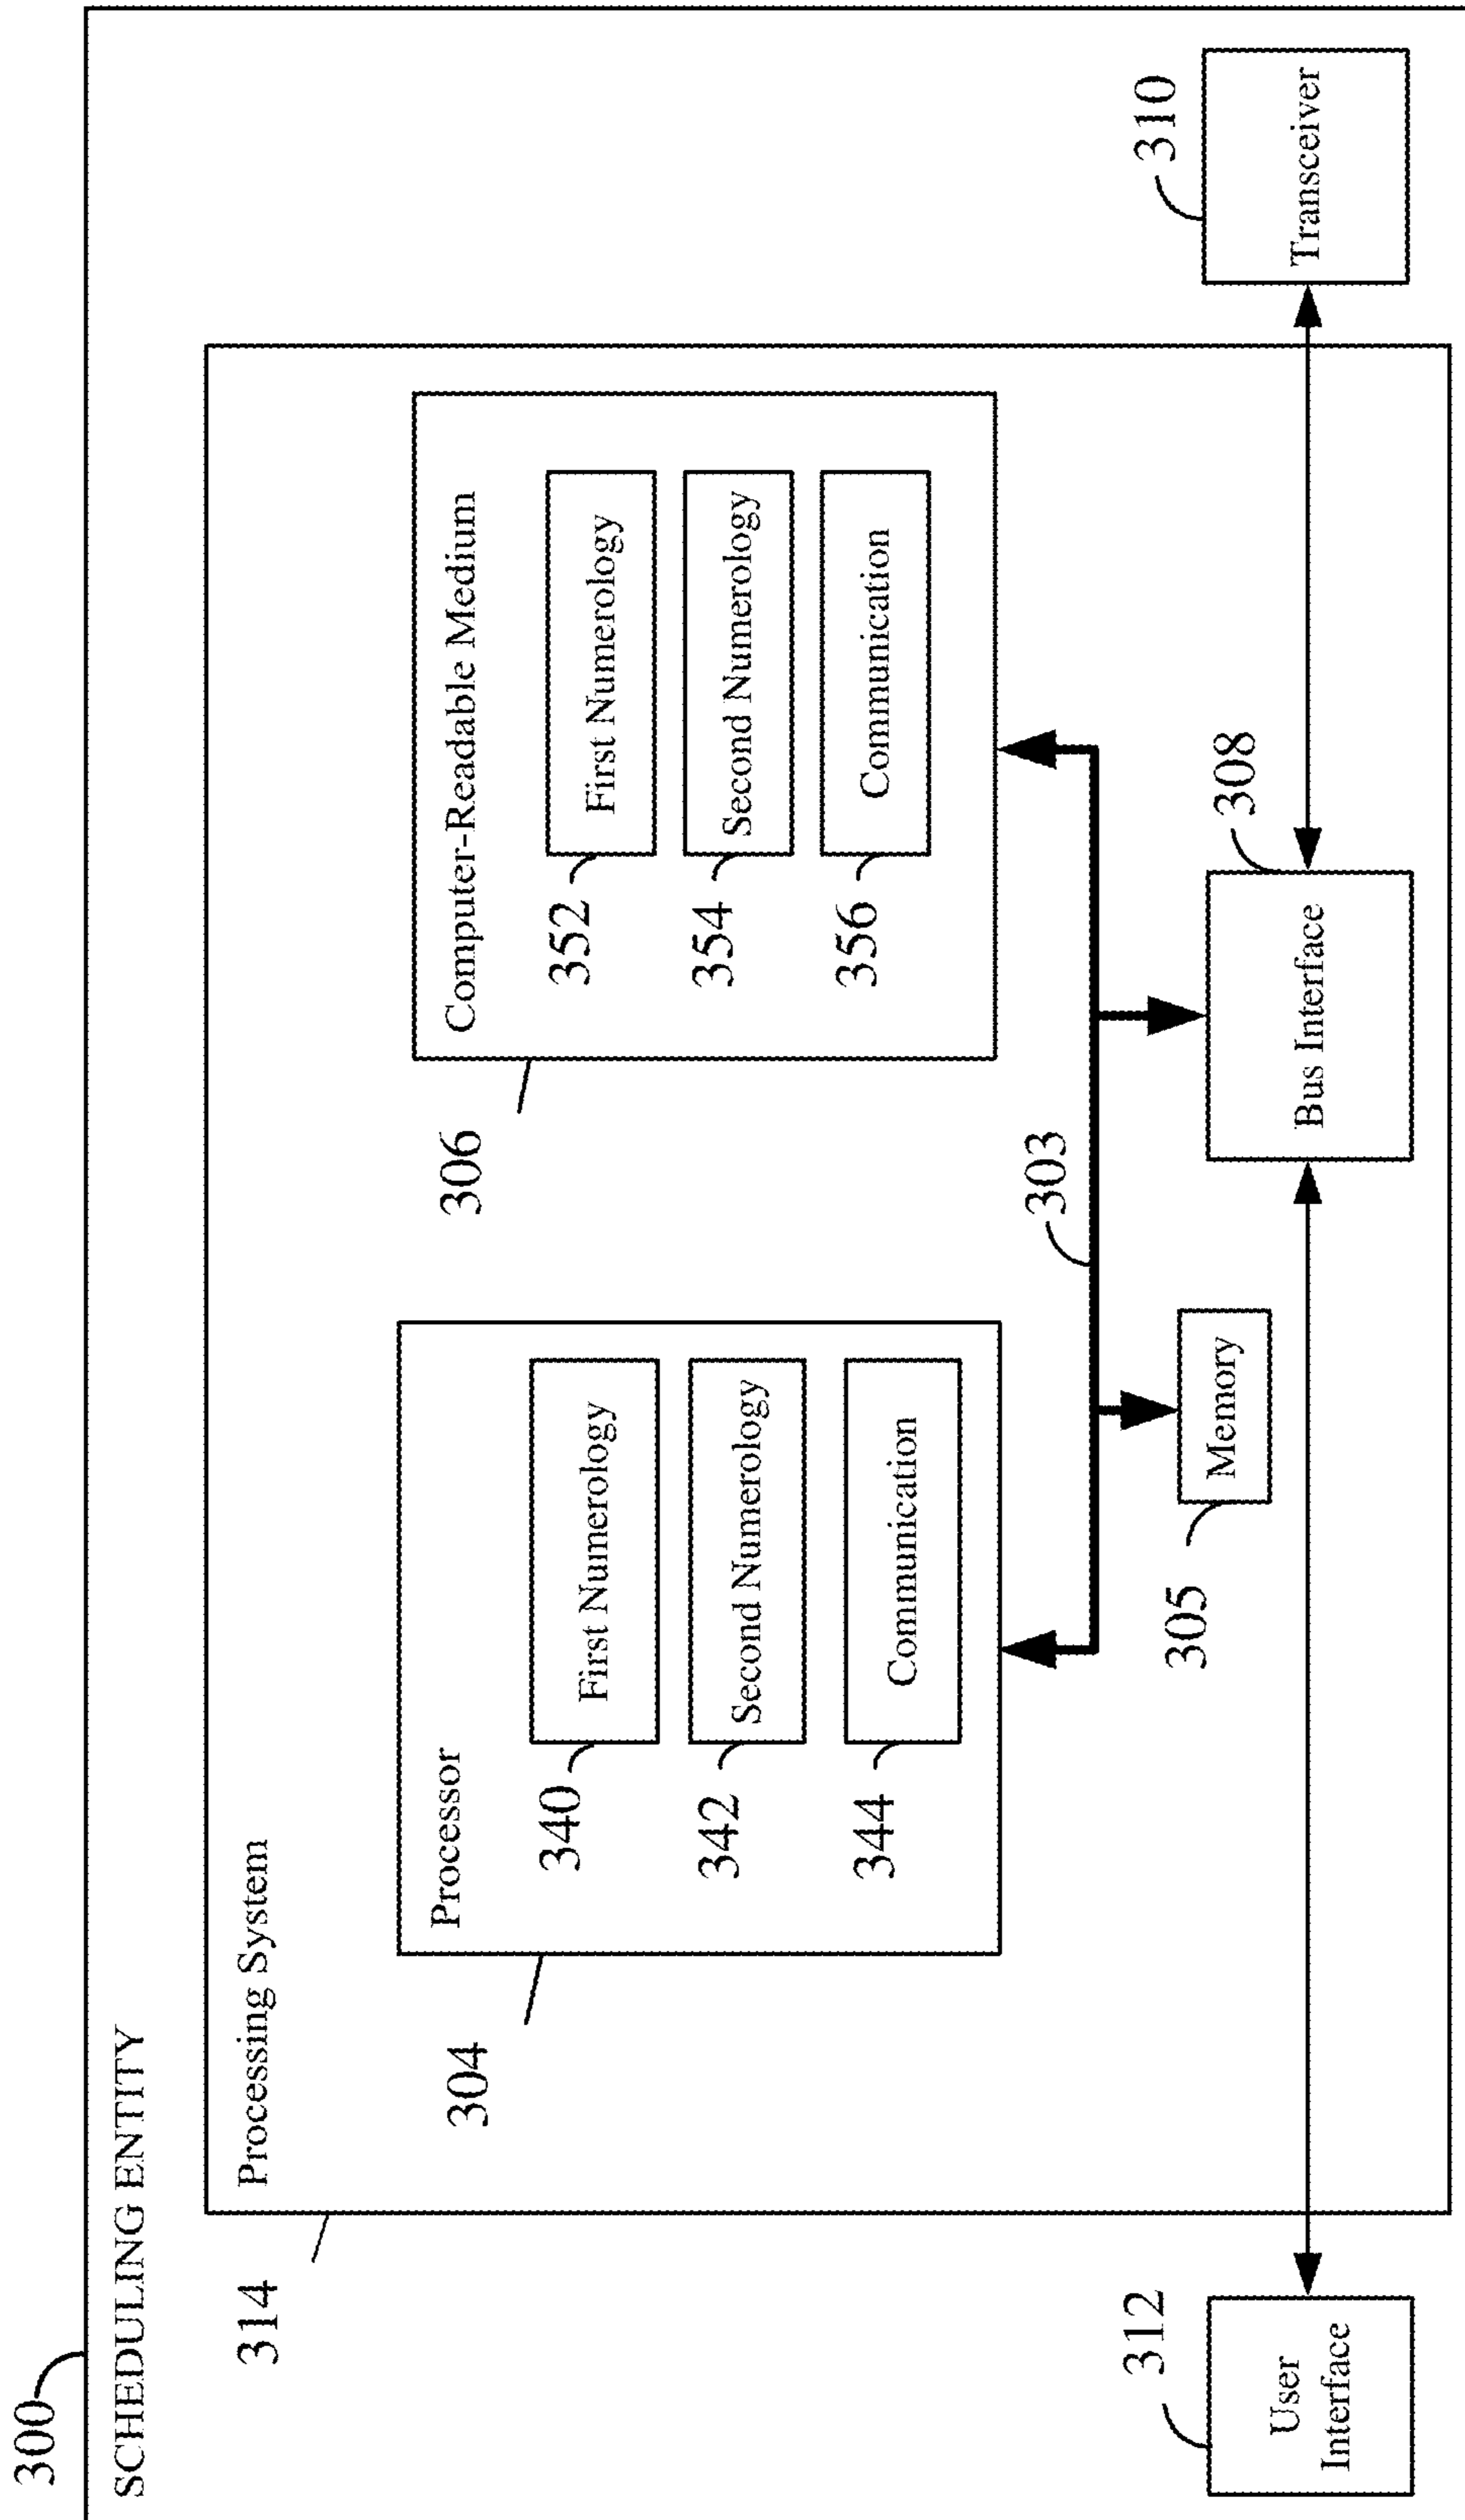 300
SCHEDULING ENTITY
314
Processing System
304
Processor
340
First Numerology
342
Second Numerology
344
Communication
306
Computer-Readable Medium
352
First Numerology
354
Second Numerology
356
Communication
303
305
Memory
308
Bus Interface
312
User
Interface
310
Transceiver